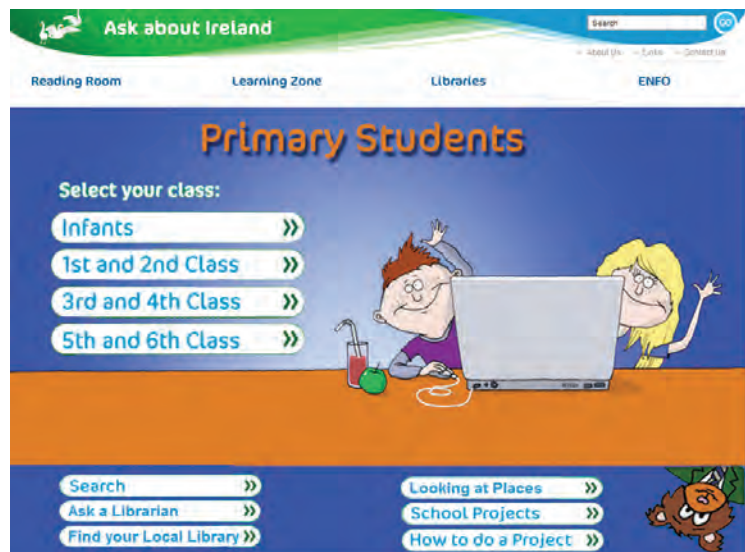 Ask about Ireland
Search
GO
About Us
Links
Contact Us
Reading Room
Learning Zone
Libraries
ENFO
Primary Students
Select your class:
Infants
1st and 2nd Class
3rd and 4th Class
5th and 6th Class
Search
Ask a Librarian
Find your Local Library
Looking at Places
School Projects
How to do a Project